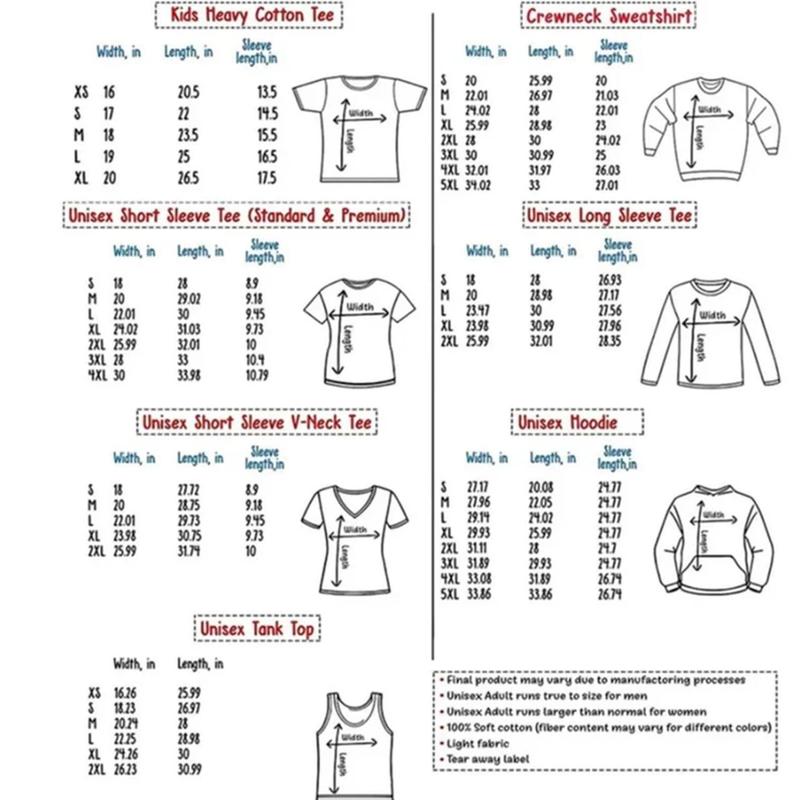 Kids Heavy Cotton Tee
Width, in Length, in Sleeve length,in
XS 16 20.5 13.5
S 17 22 14.5
M 18 23.5 15.5
L 19 25 16.5
XL 20 26.5 17.5
Width
Length
Unisex Short Sleeve Tee (Standard & Premium)
Width, in Length, in Sleeve length,in
S 18 28 8.9
M 20 29.02 9.18
L 22.01 30 9.45
XL 24.02 31.03 9.73
2XL 25.99 32.01 10
3XL 28 33 10.4
4XL 30 33.98 10.79
Width
Length
Unisex Short Sleeve V-Neck Tee
Width, in Length, in Sleeve length,in
S 18 27.72 8.9
M 20 28.75 9.18
L 22.01 29.73 9.45
XL 23.98 30.75 9.73
2XL 25.99 31.74 10
Width
Length
Unisex Tank Top
Width, in Length, in
XS 16.26 25.99
S 18.23 26.97
M 20.24 28
L 22.25 28.98
XL 24.26 30
2XL 26.23 30.99
Width
Length
Crewneck Sweatshirt
Width, in Length, in Sleeve length,in
S 20 25.99 20
M 22.01 26.97 21.03
L 24.02 28 22.01
XL 25.99 28.98 23
2XL 28 30 24.02
3XL 30 30.99 25
4XL 32.01 31.97 26.03
5XL 34.02 33 27.01
Width
Length
Unisex Long Sleeve Tee
Width, in Length, in Sleeve length,in
S 18 28 26.93
M 20 28.98 27.17
L 23.47 30 27.56
XL 23.98 30.99 27.96
2XL 25.99 32.01 28.35
Width
Length
Unisex Hoodie
Width, in Length, in Sleeve length,in
S 27.17 20.08 24.77
M 27.96 22.05 24.77
L 29.14 24.02 24.77
XL 29.93 25.99 24.77
2XL 31.11 28 24.7
3XL 31.89 29.93 24.77
4XL 33.08 31.89 26.74
5XL 33.86 33.86 26.74
Width
Length
• Final product may vary due to manufactoring processes
• Unisex Adult runs true to size for men
• Unisex Adult runs larger than normal for women
• 100% Soft cotton (fiber content may vary for different colors)
• Light fabric
• Tear away label